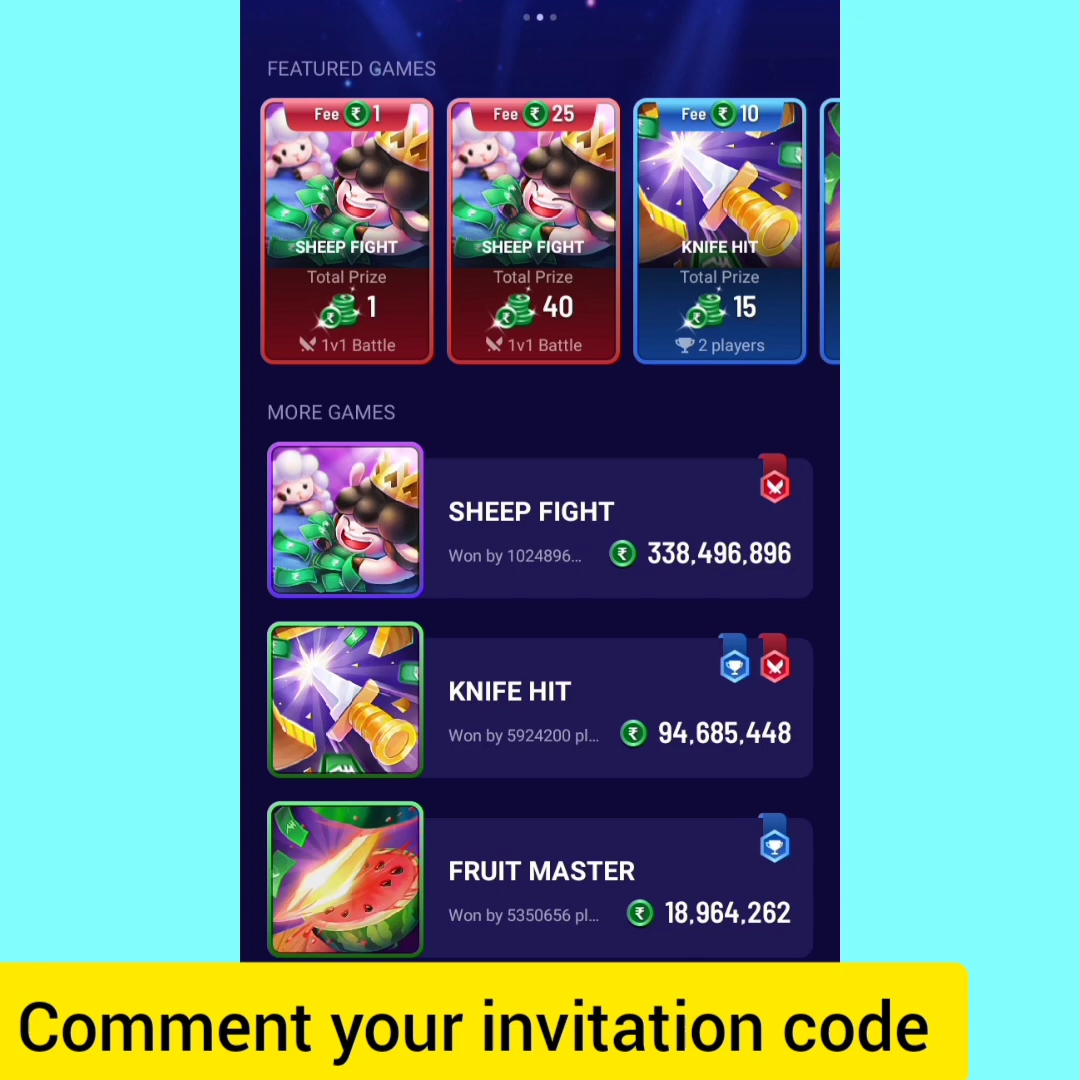 FEATURED GAMES
Fee ₹ 1
SHEEP FIGHT
Total Prize
₹ 1
1v1 Battle
Fee ₹ 25
SHEEP FIGHT
Total Prize
₹ 40
1v1 Battle
Fee ₹ 10
KNIFE HIT
Total Prize
₹ 15
2 players
MORE GAMES
SHEEP FIGHT
Won by 1024896... ₹ 338,496,896
KNIFE HIT
Won by 5924200 pl... ₹ 94,685,448
FRUIT MASTER
Won by 5350656 pl... ₹ 18,964,262
Comment your invitation code